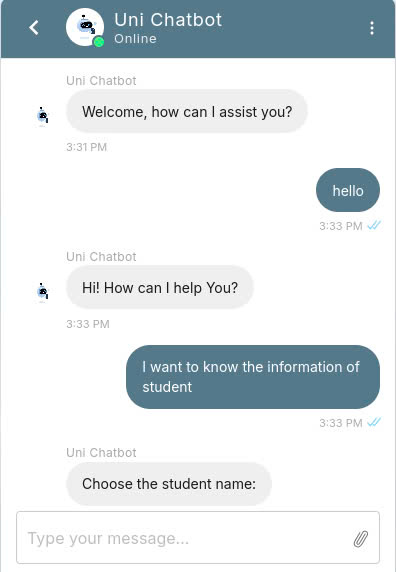 Uni Chatbot
Online
Uni Chatbot
Welcome, how can I assist you?
3:31 PM
hello
3:33 PM
Uni Chatbot
Hi! How can I help You?
3:33 PM
I want to know the information of
student
3:33 PM
Uni Chatbot
Choose the student name:
Type your message...